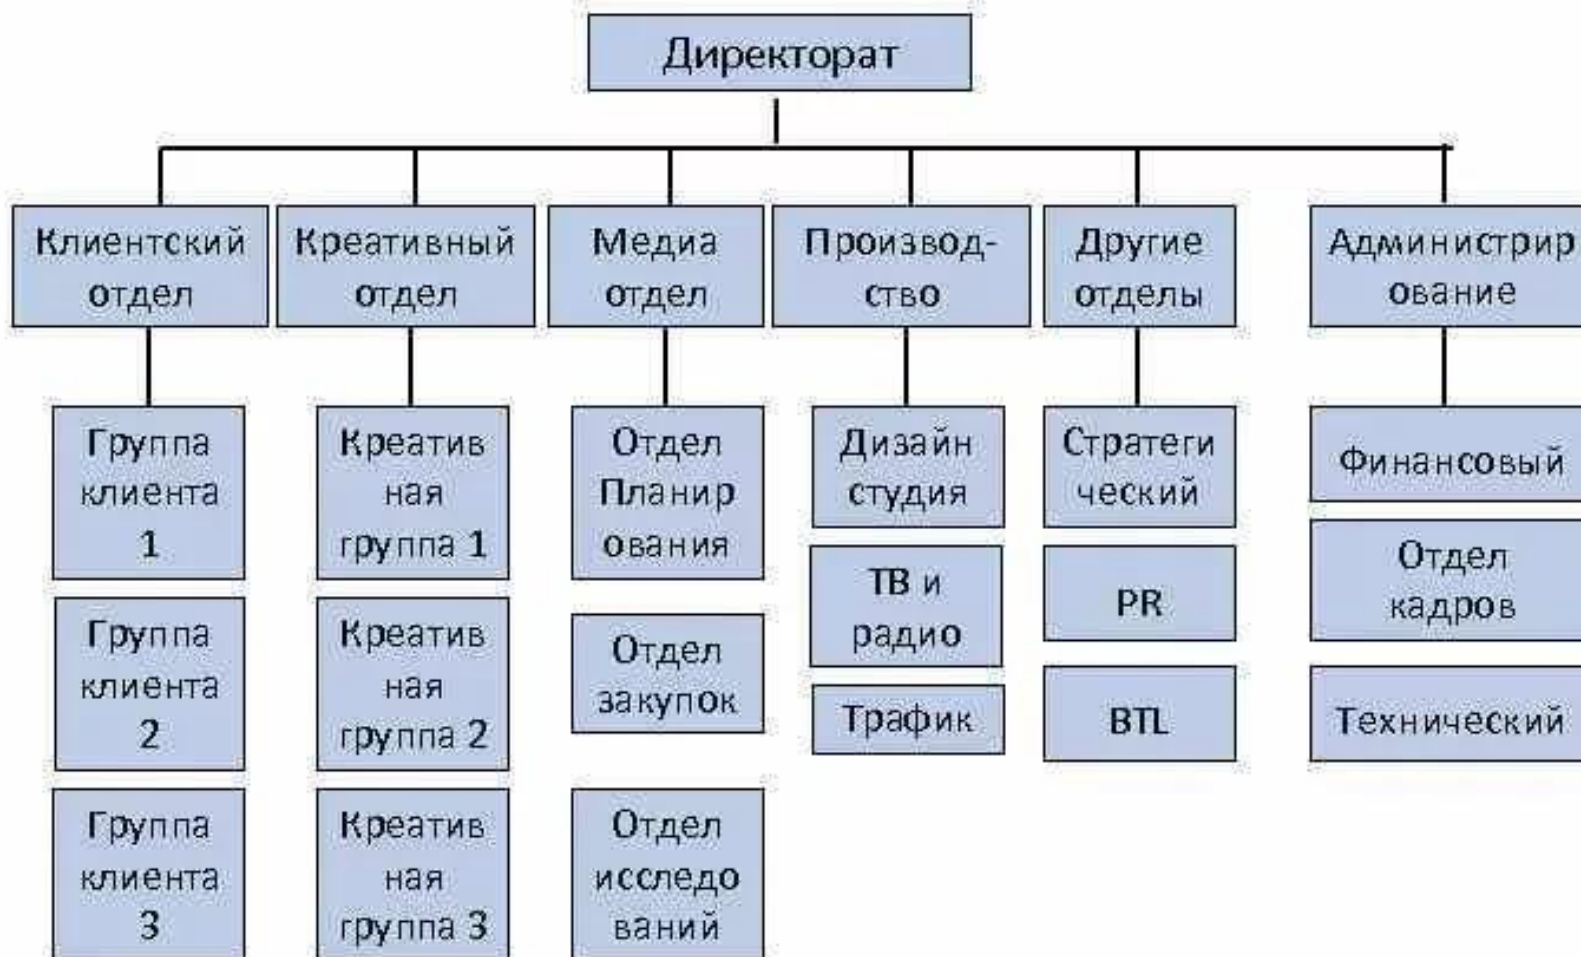 Директорат
Клиентский
отдел
Креативный
отдел
Медиа
отдел
Производ-
ство
Другие
отделы
Администрир
ование
Группа
клиента
1
Группа
клиента
2
Группа
клиента
3
Креатив
ная
группа 1
Креатив
ная
группа 2
Креатив
ная
группа 3
Отдел
Планир
ования
Отдел
закупок
Отдел
исследо
ваний
Дизайн
студия
ТВ и
радио
Трафик
Стратеги
ческий
PR
BTL
Финансовый
Отдел
кадров
Технический